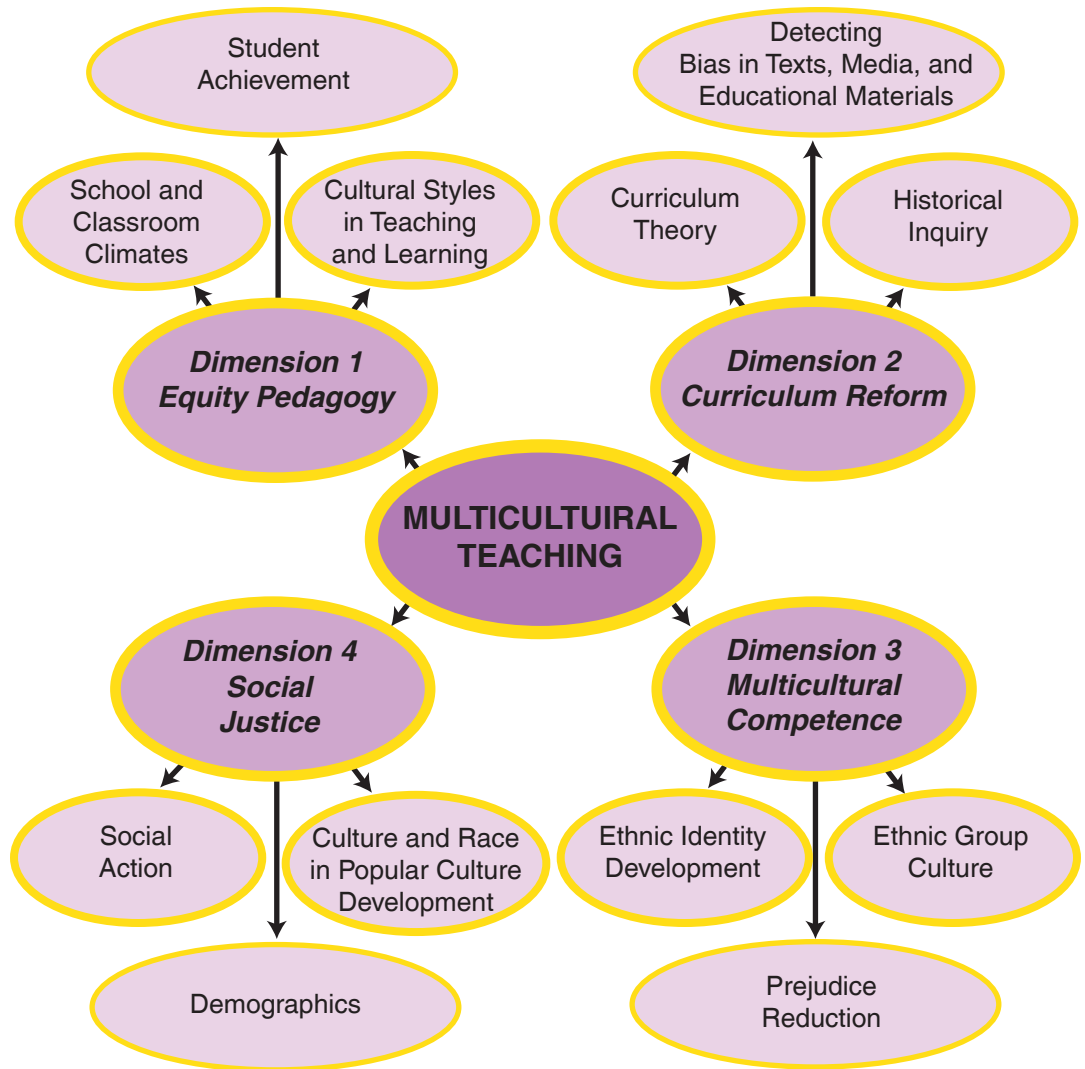 Student
Achievement
School and
Classroom
Climates
Cultural Styles
in Teaching
and Learning
Dimension 1
Equity Pedagogy
Detecting
Bias in Texts, Media, and
Educational Materials
Curriculum
Theory
Historical
Inquiry
Dimension 2
Curriculum Reform
MULTICULTUIRAL
TEACHING
Dimension 4
Social
Justice
Social
Action
Culture and Race
in Popular Culture
Development
Demographics
Dimension 3
Multicultural
Competence
Ethnic Identity
Development
Ethnic Group
Culture
Prejudice
Reduction